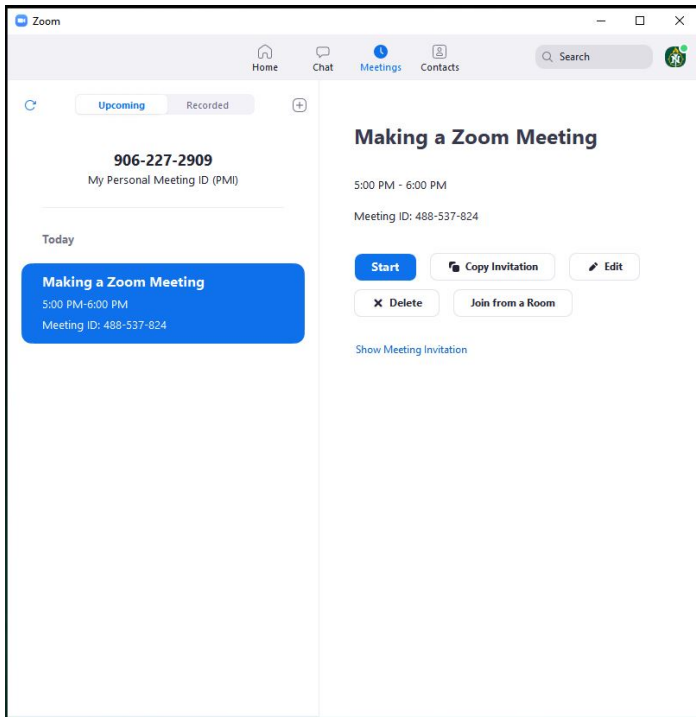 Zoom
Home Chat Meetings Contacts
Search
Upcoming Recorded
906-227-2909
My Personal Meeting ID (PMI)
Today
Making a Zoom Meeting
5:00 PM-6:00 PM
Meeting ID: 488-537-824
Making a Zoom Meeting
5:00 PM - 6:00 PM
Meeting ID: 488-537-824
Start Copy Invitation Edit
Delete Join from a Room
Show Meeting Invitation